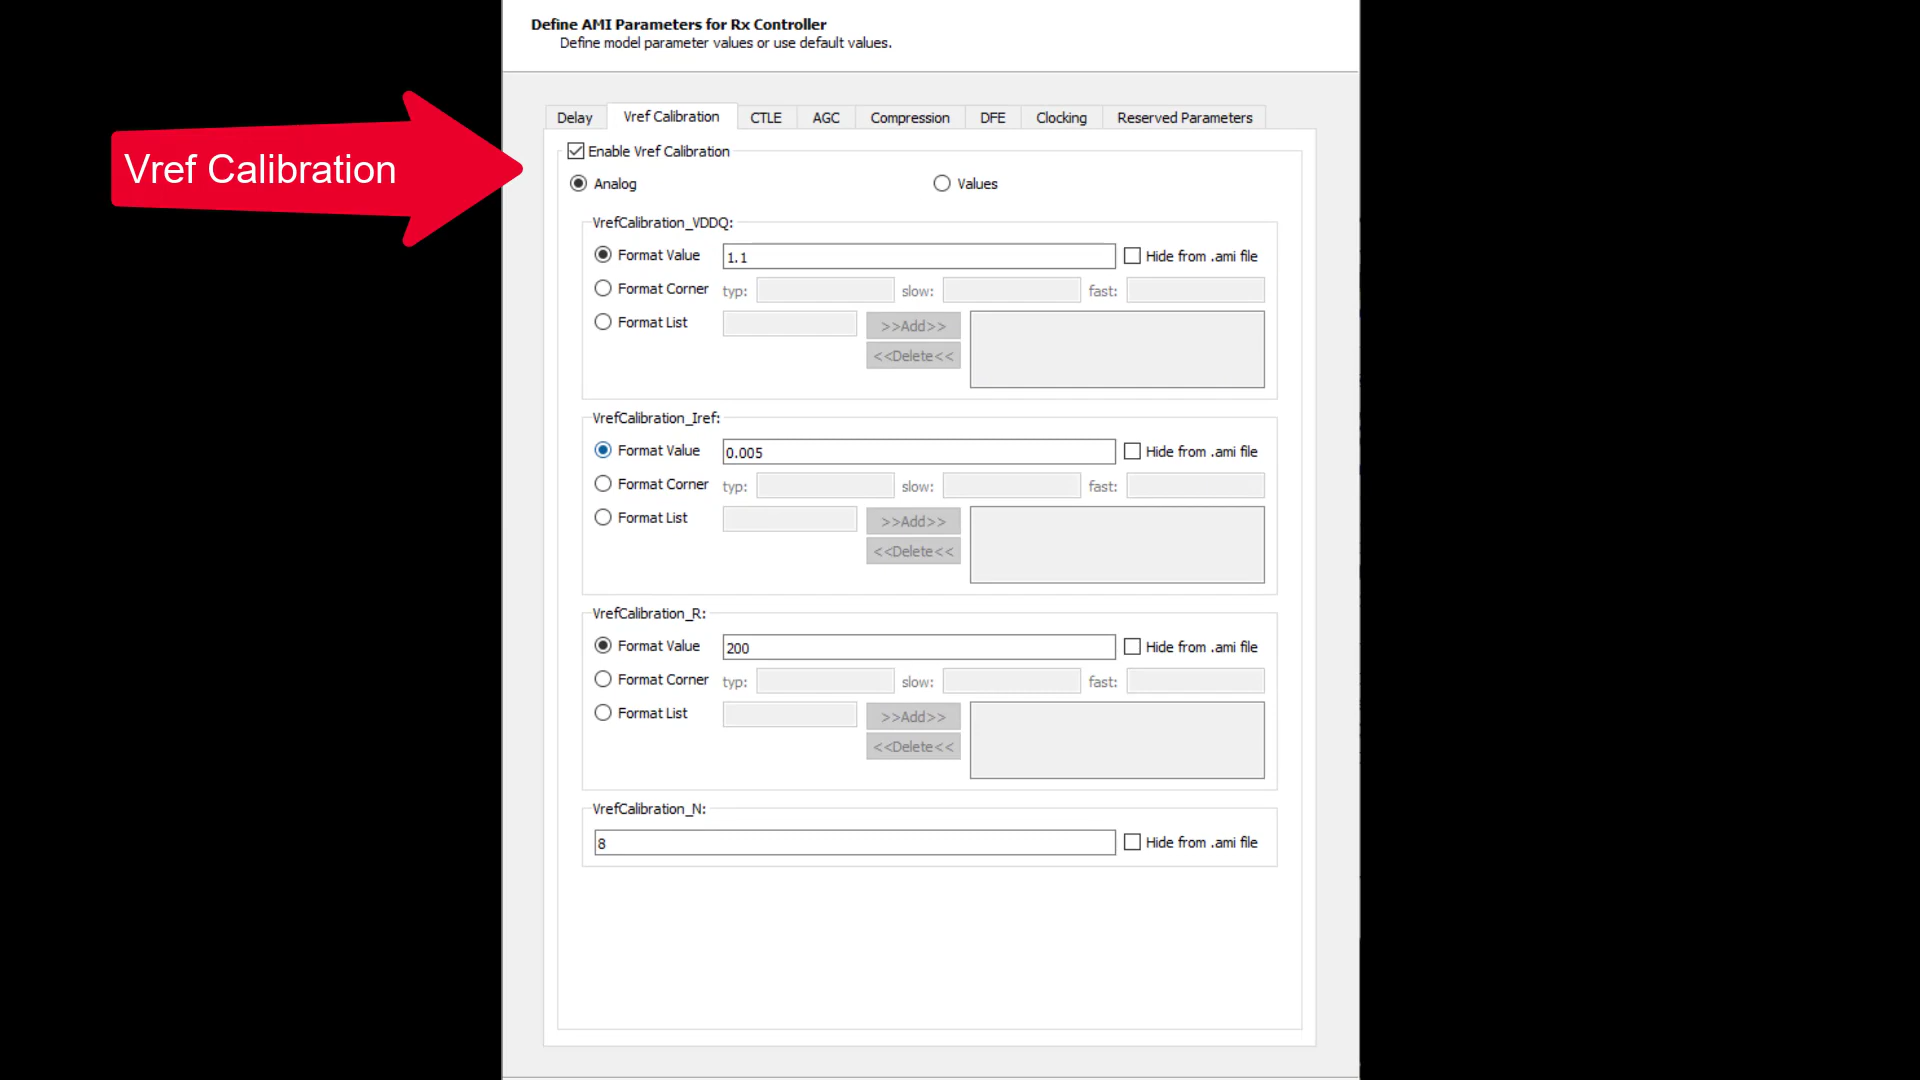 Define AMI Parameters for Rx Controller
Define model parameter values or use default values.
Vref Calibration
Delay Vref Calibration CTLE AGC Compression DFE Clocking Reserved Parameters
Enable Vref Calibration
Analog Values
VrefCalibration_VDDQ:
Format Value 1.1 Hide from .ami file
Format Corner typ: slow: fast:
Format List >>Add>>
<<Delete<<
VrefCalibration_Iref:
Format Value 0.005 Hide from .ami file
Format Corner typ: slow: fast:
Format List >>Add>>
<<Delete<<
VrefCalibration_R:
Format Value 200 Hide from .ami file
Format Corner typ: slow: fast:
Format List >>Add>>
<<Delete<<
VrefCalibration_N:
8 Hide from .ami file